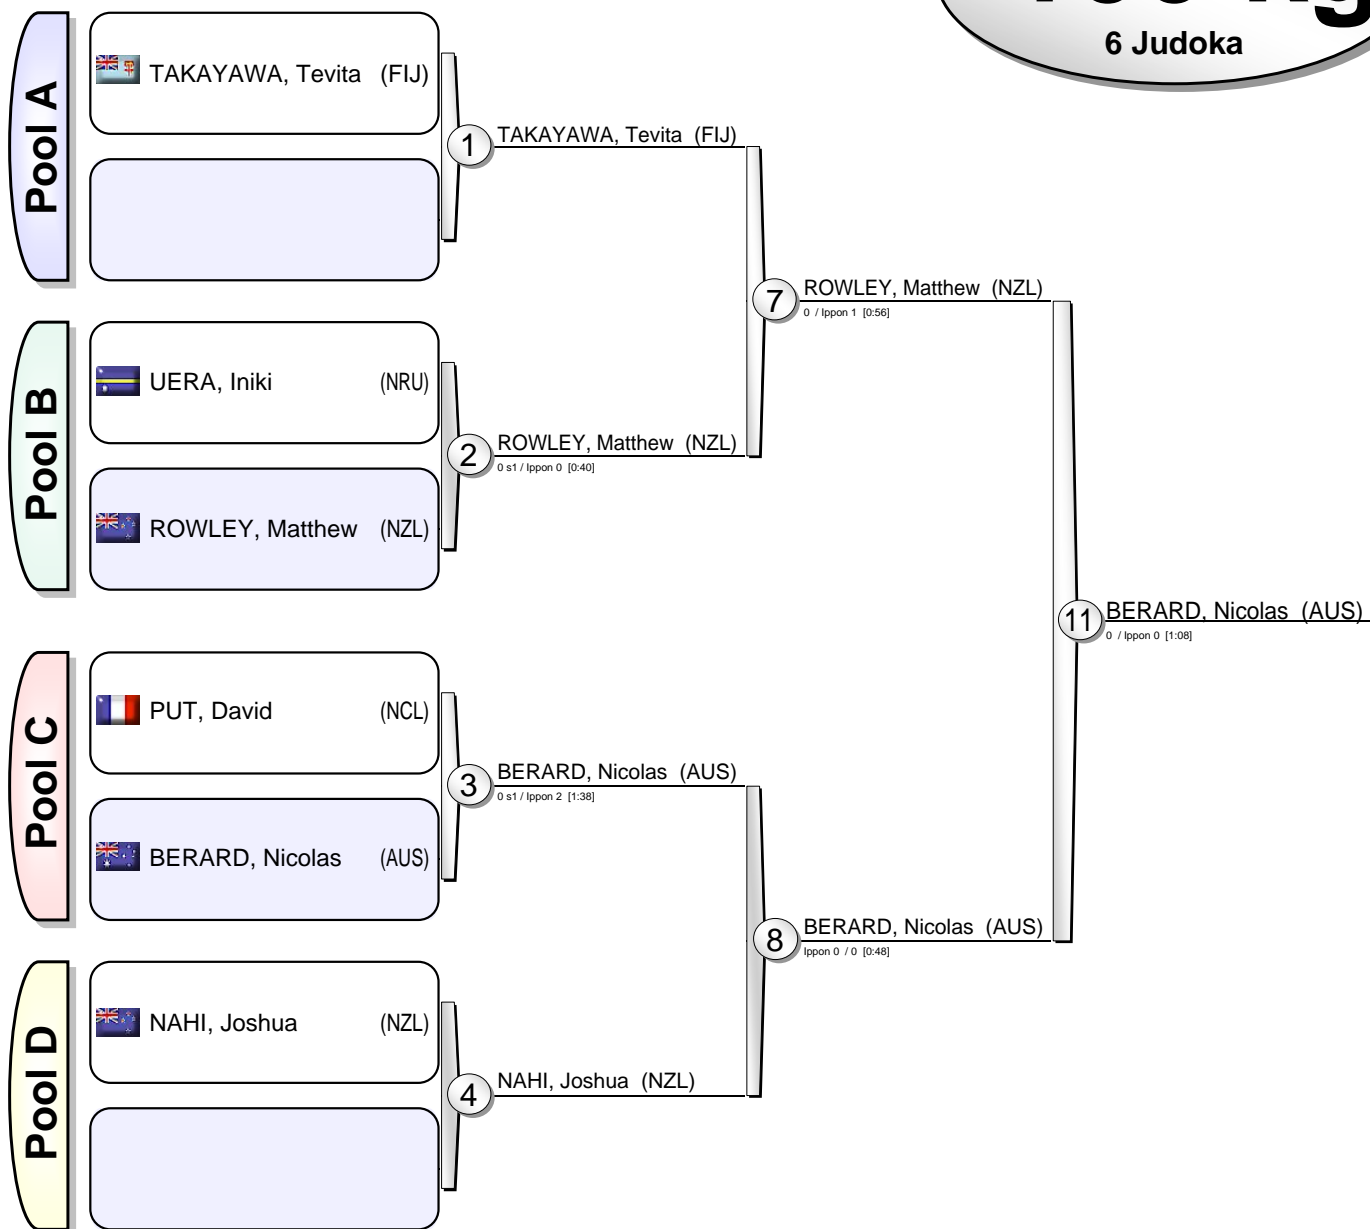 6 Judoka
Pool A
TAKAYAWA, Tevita (FIJ)
1
TAKAYAWA, Tevita (FIJ)
7
ROWLEY, Matthew (NZL)
0 / Ippon 1 [0:56]
Pool B
UERA, Iniki (NRU)
2
ROWLEY, Matthew (NZL)
0 s1 / Ippon 0 [0:40]
ROWLEY, Matthew (NZL)
11
BERARD, Nicolas (AUS)
0 / Ippon 0 [1:08]
Pool C
PUT, David (NCL)
3
BERARD, Nicolas (AUS)
0 s1 / Ippon 2 [1:38]
BERARD, Nicolas (AUS)
8
BERARD, Nicolas (AUS)
Ippon 0 / 0 [0:48]
Pool D
NAHI, Joshua (NZL)
4
NAHI, Joshua (NZL)